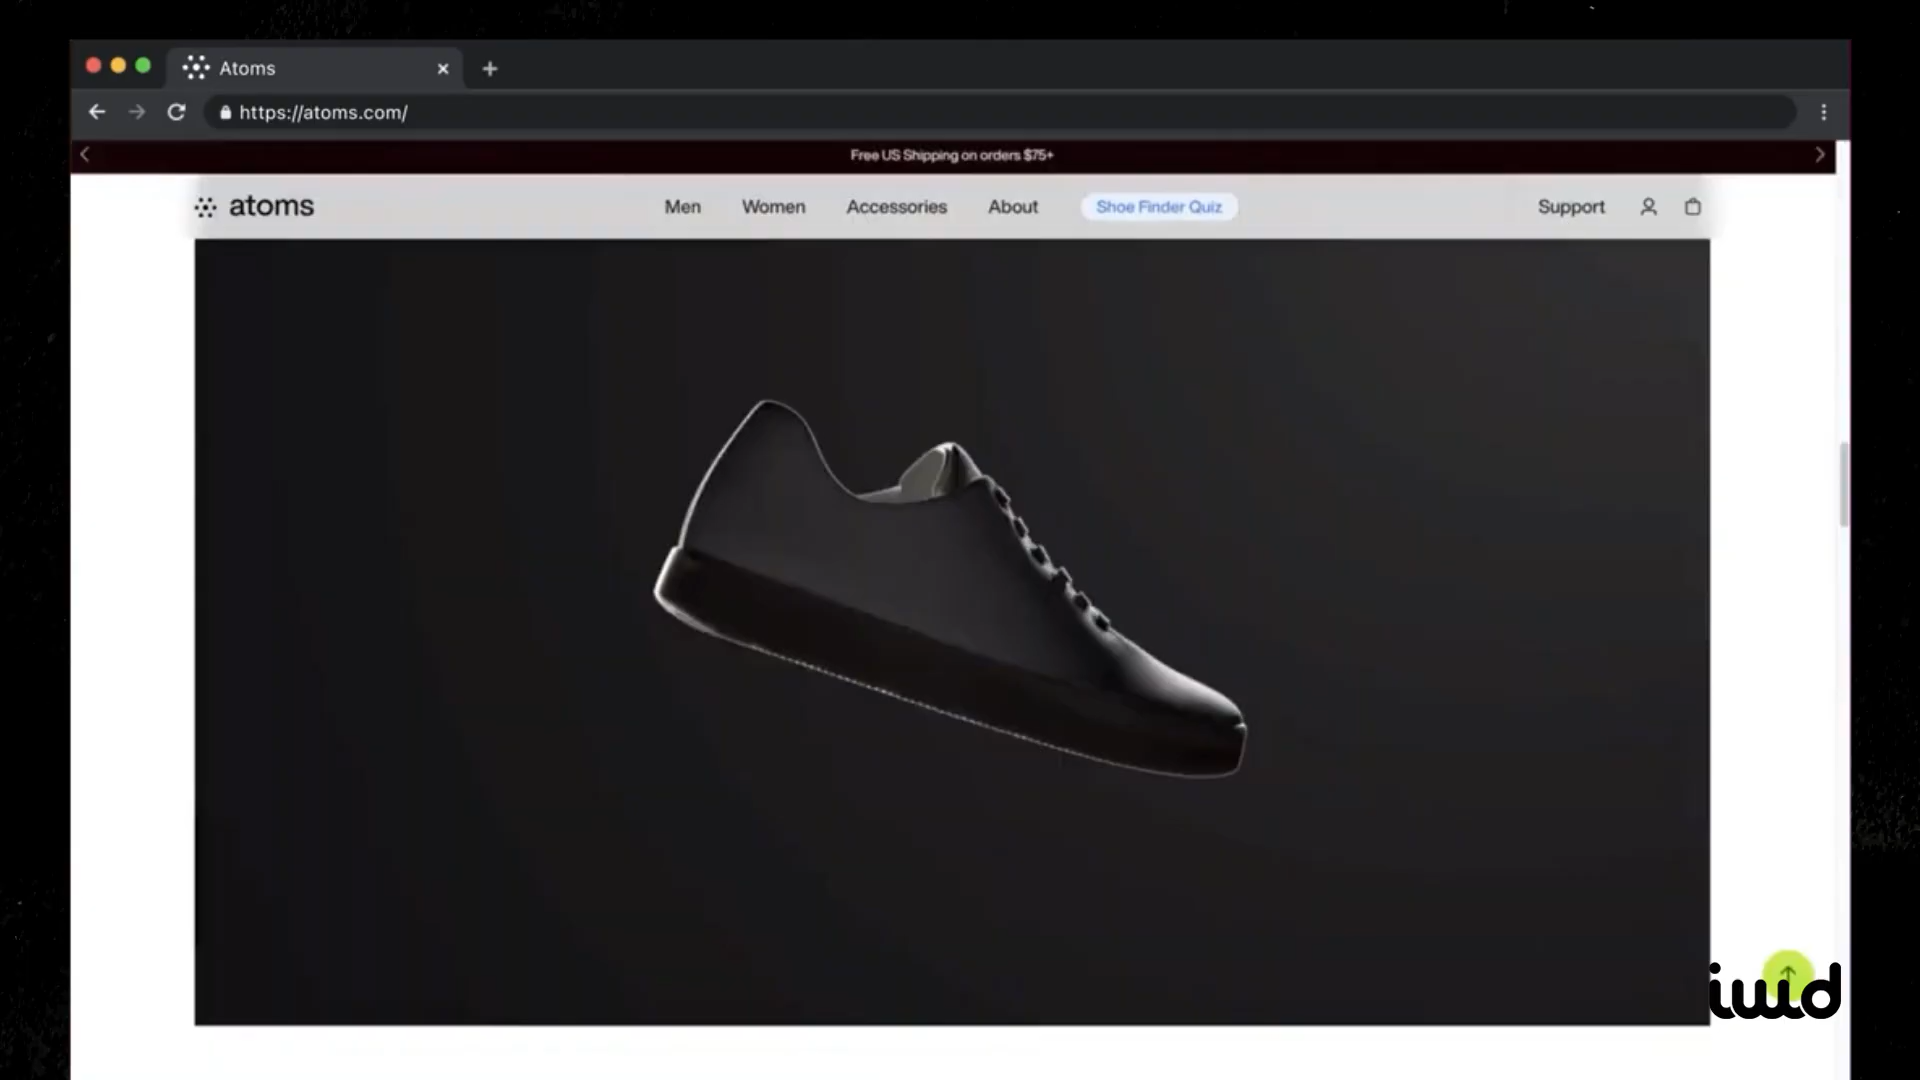 Atoms
https://atoms.com/
Free US Shipping on orders $75+
atoms Men Women Accessories About Shoe Finder Quiz Support
iwid